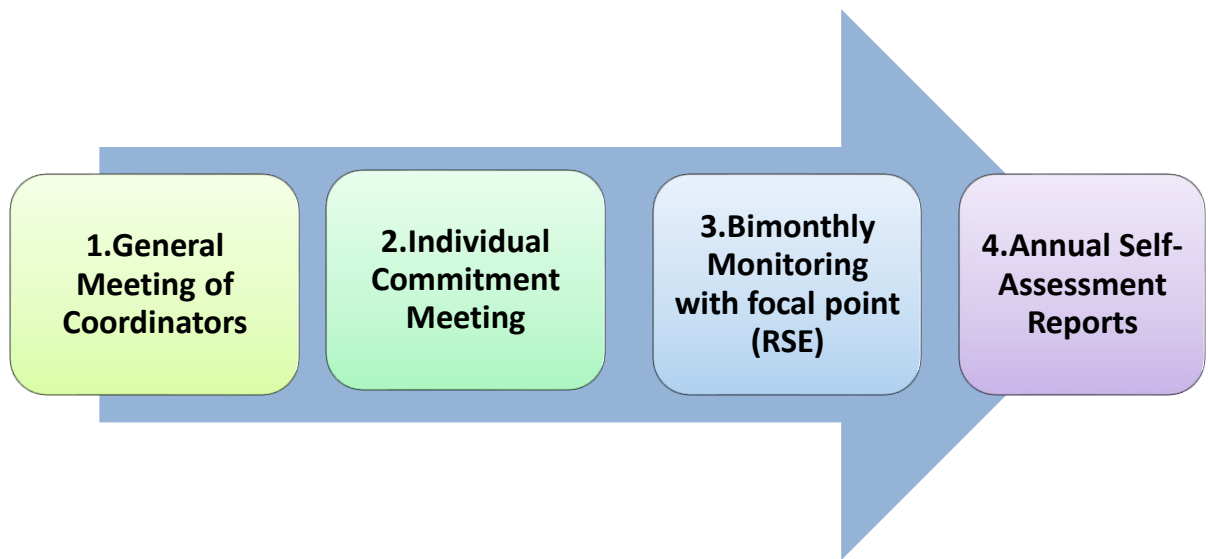 1.General
Meeting of
Coordinators
2.Individual
Commitment
Meeting
3.Bimonthly
Monitoring
with focal point
(RSE)
4.Annual Self-
Assessment
Reports